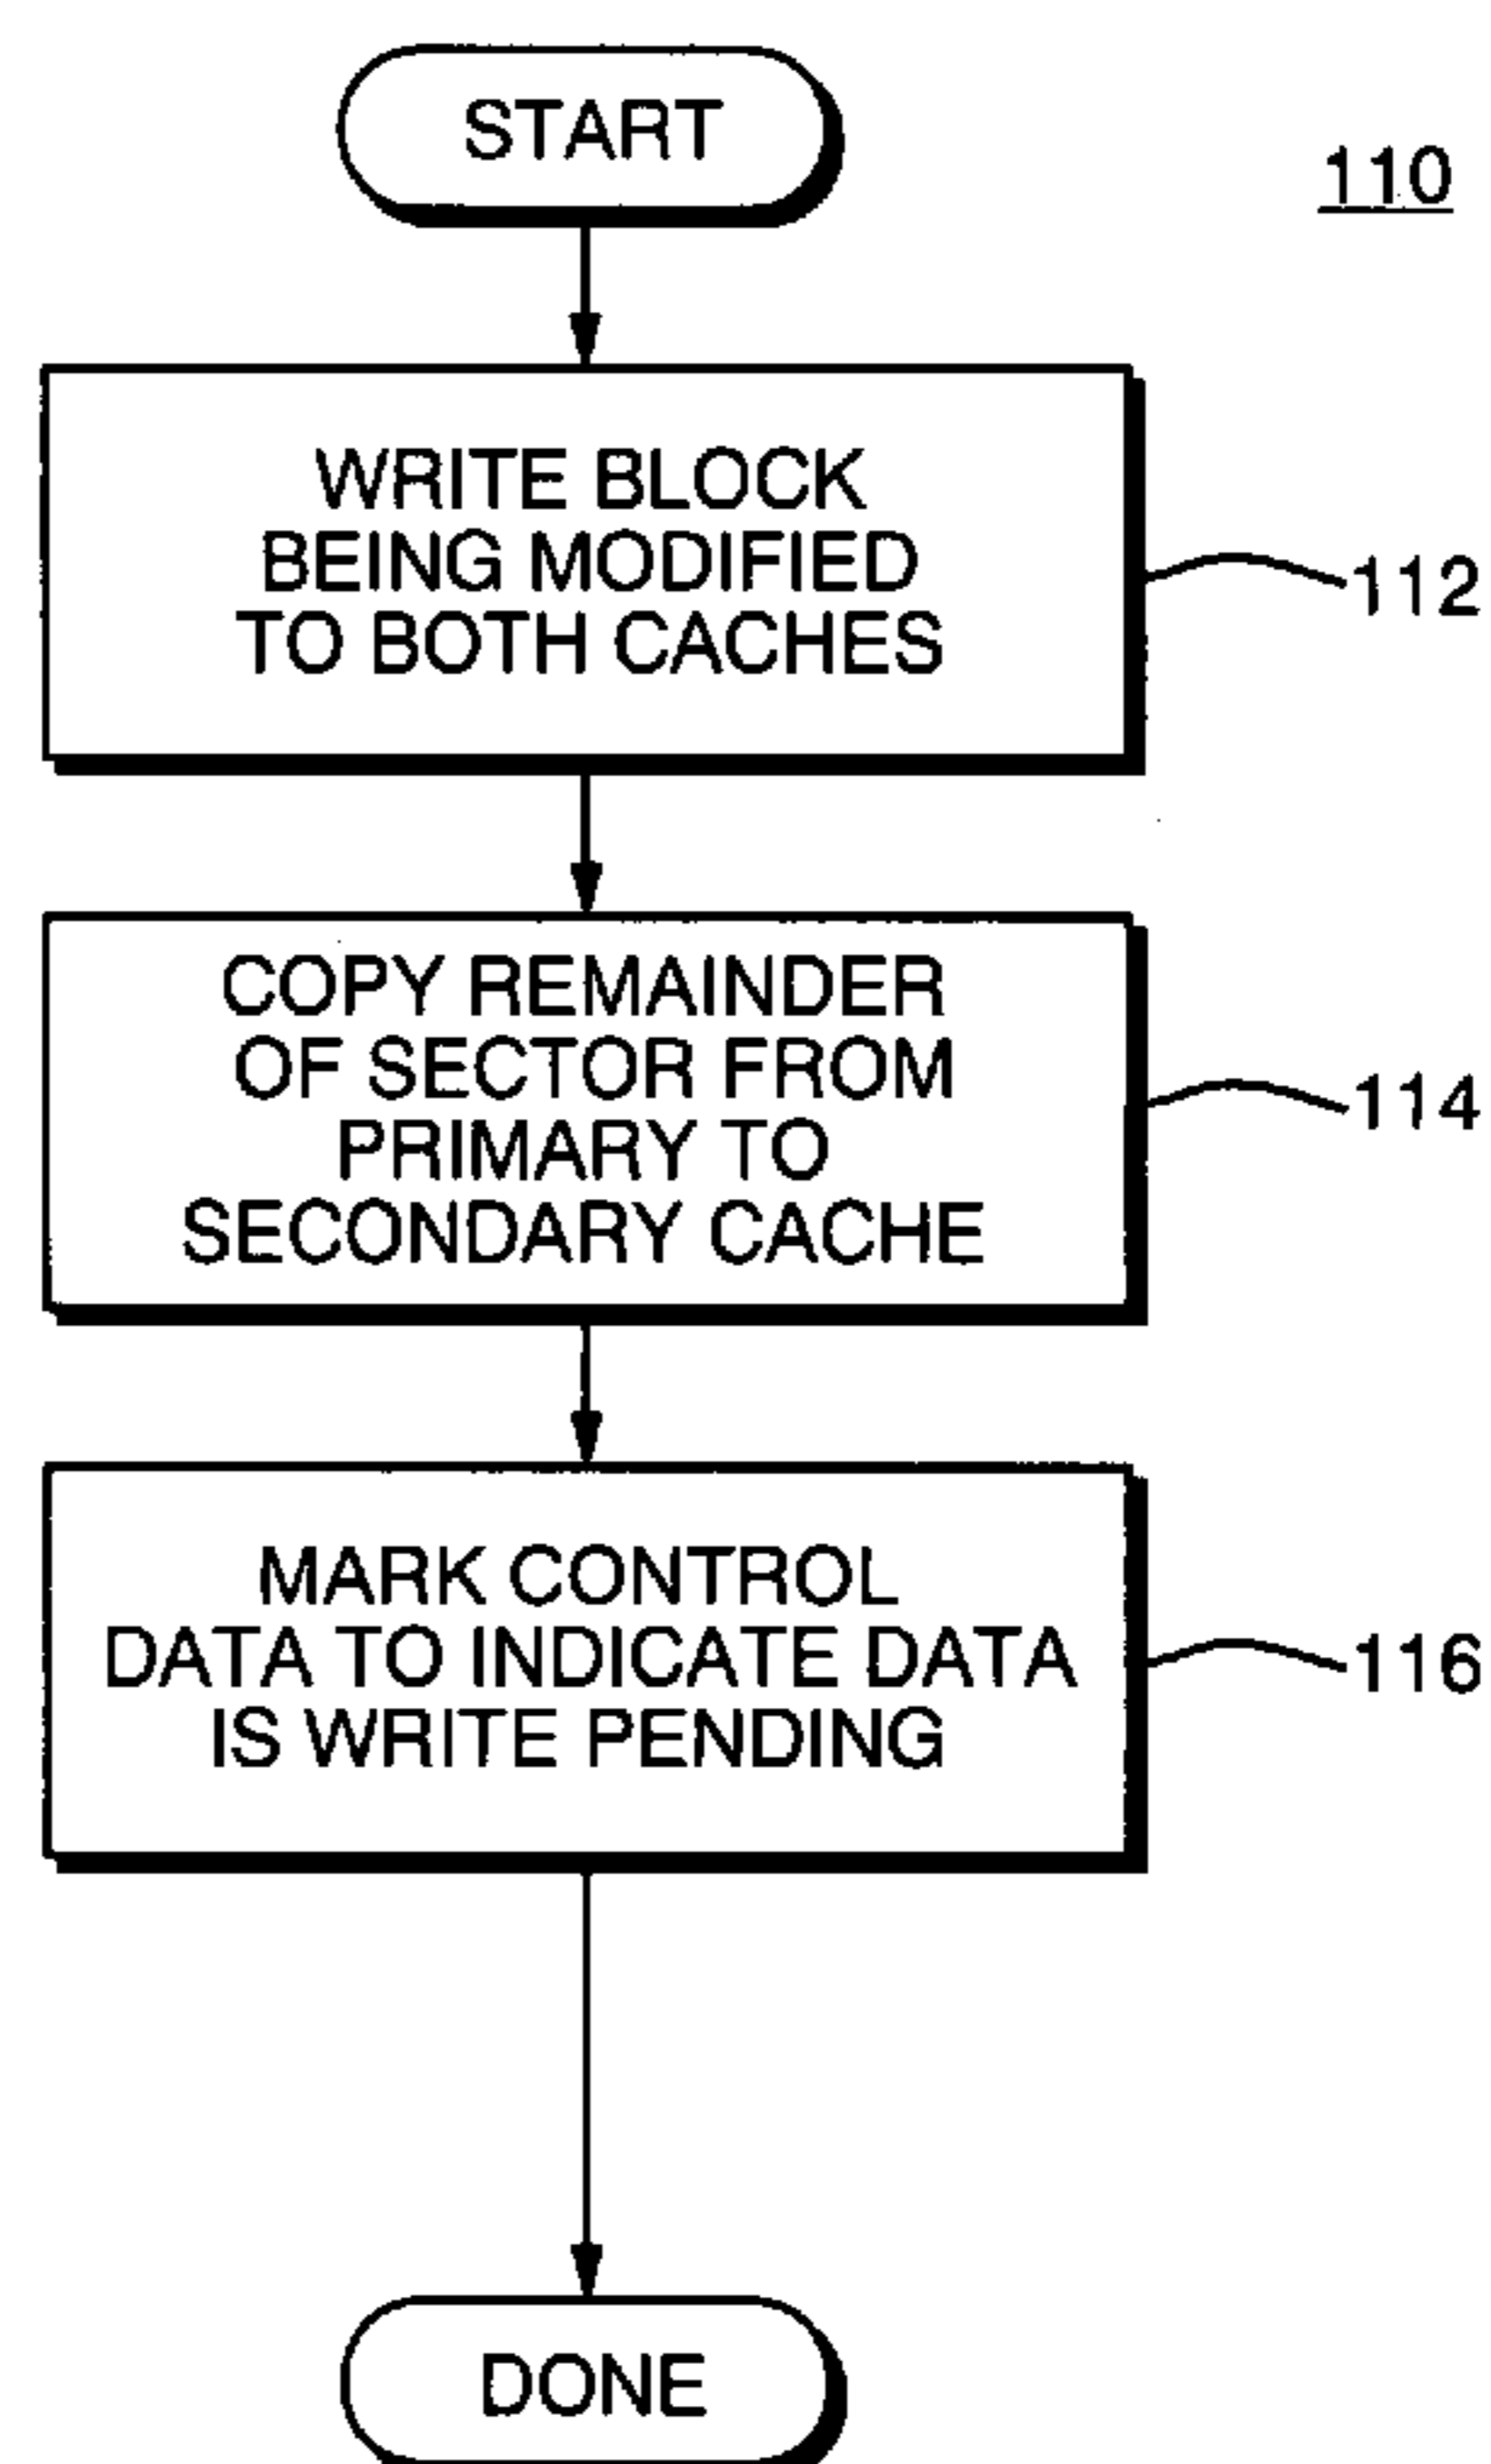 START
110
WRITE BLOCK
BEING MODIFIED
TO BOTH CACHES
112
COPY REMAINDER
OF SECTOR FROM
PRIMARY TO
SECONDARY CACHE
114
MARK CONTROL
DATA TO INDICATE DATA
IS WRITE PENDING
116
DONE